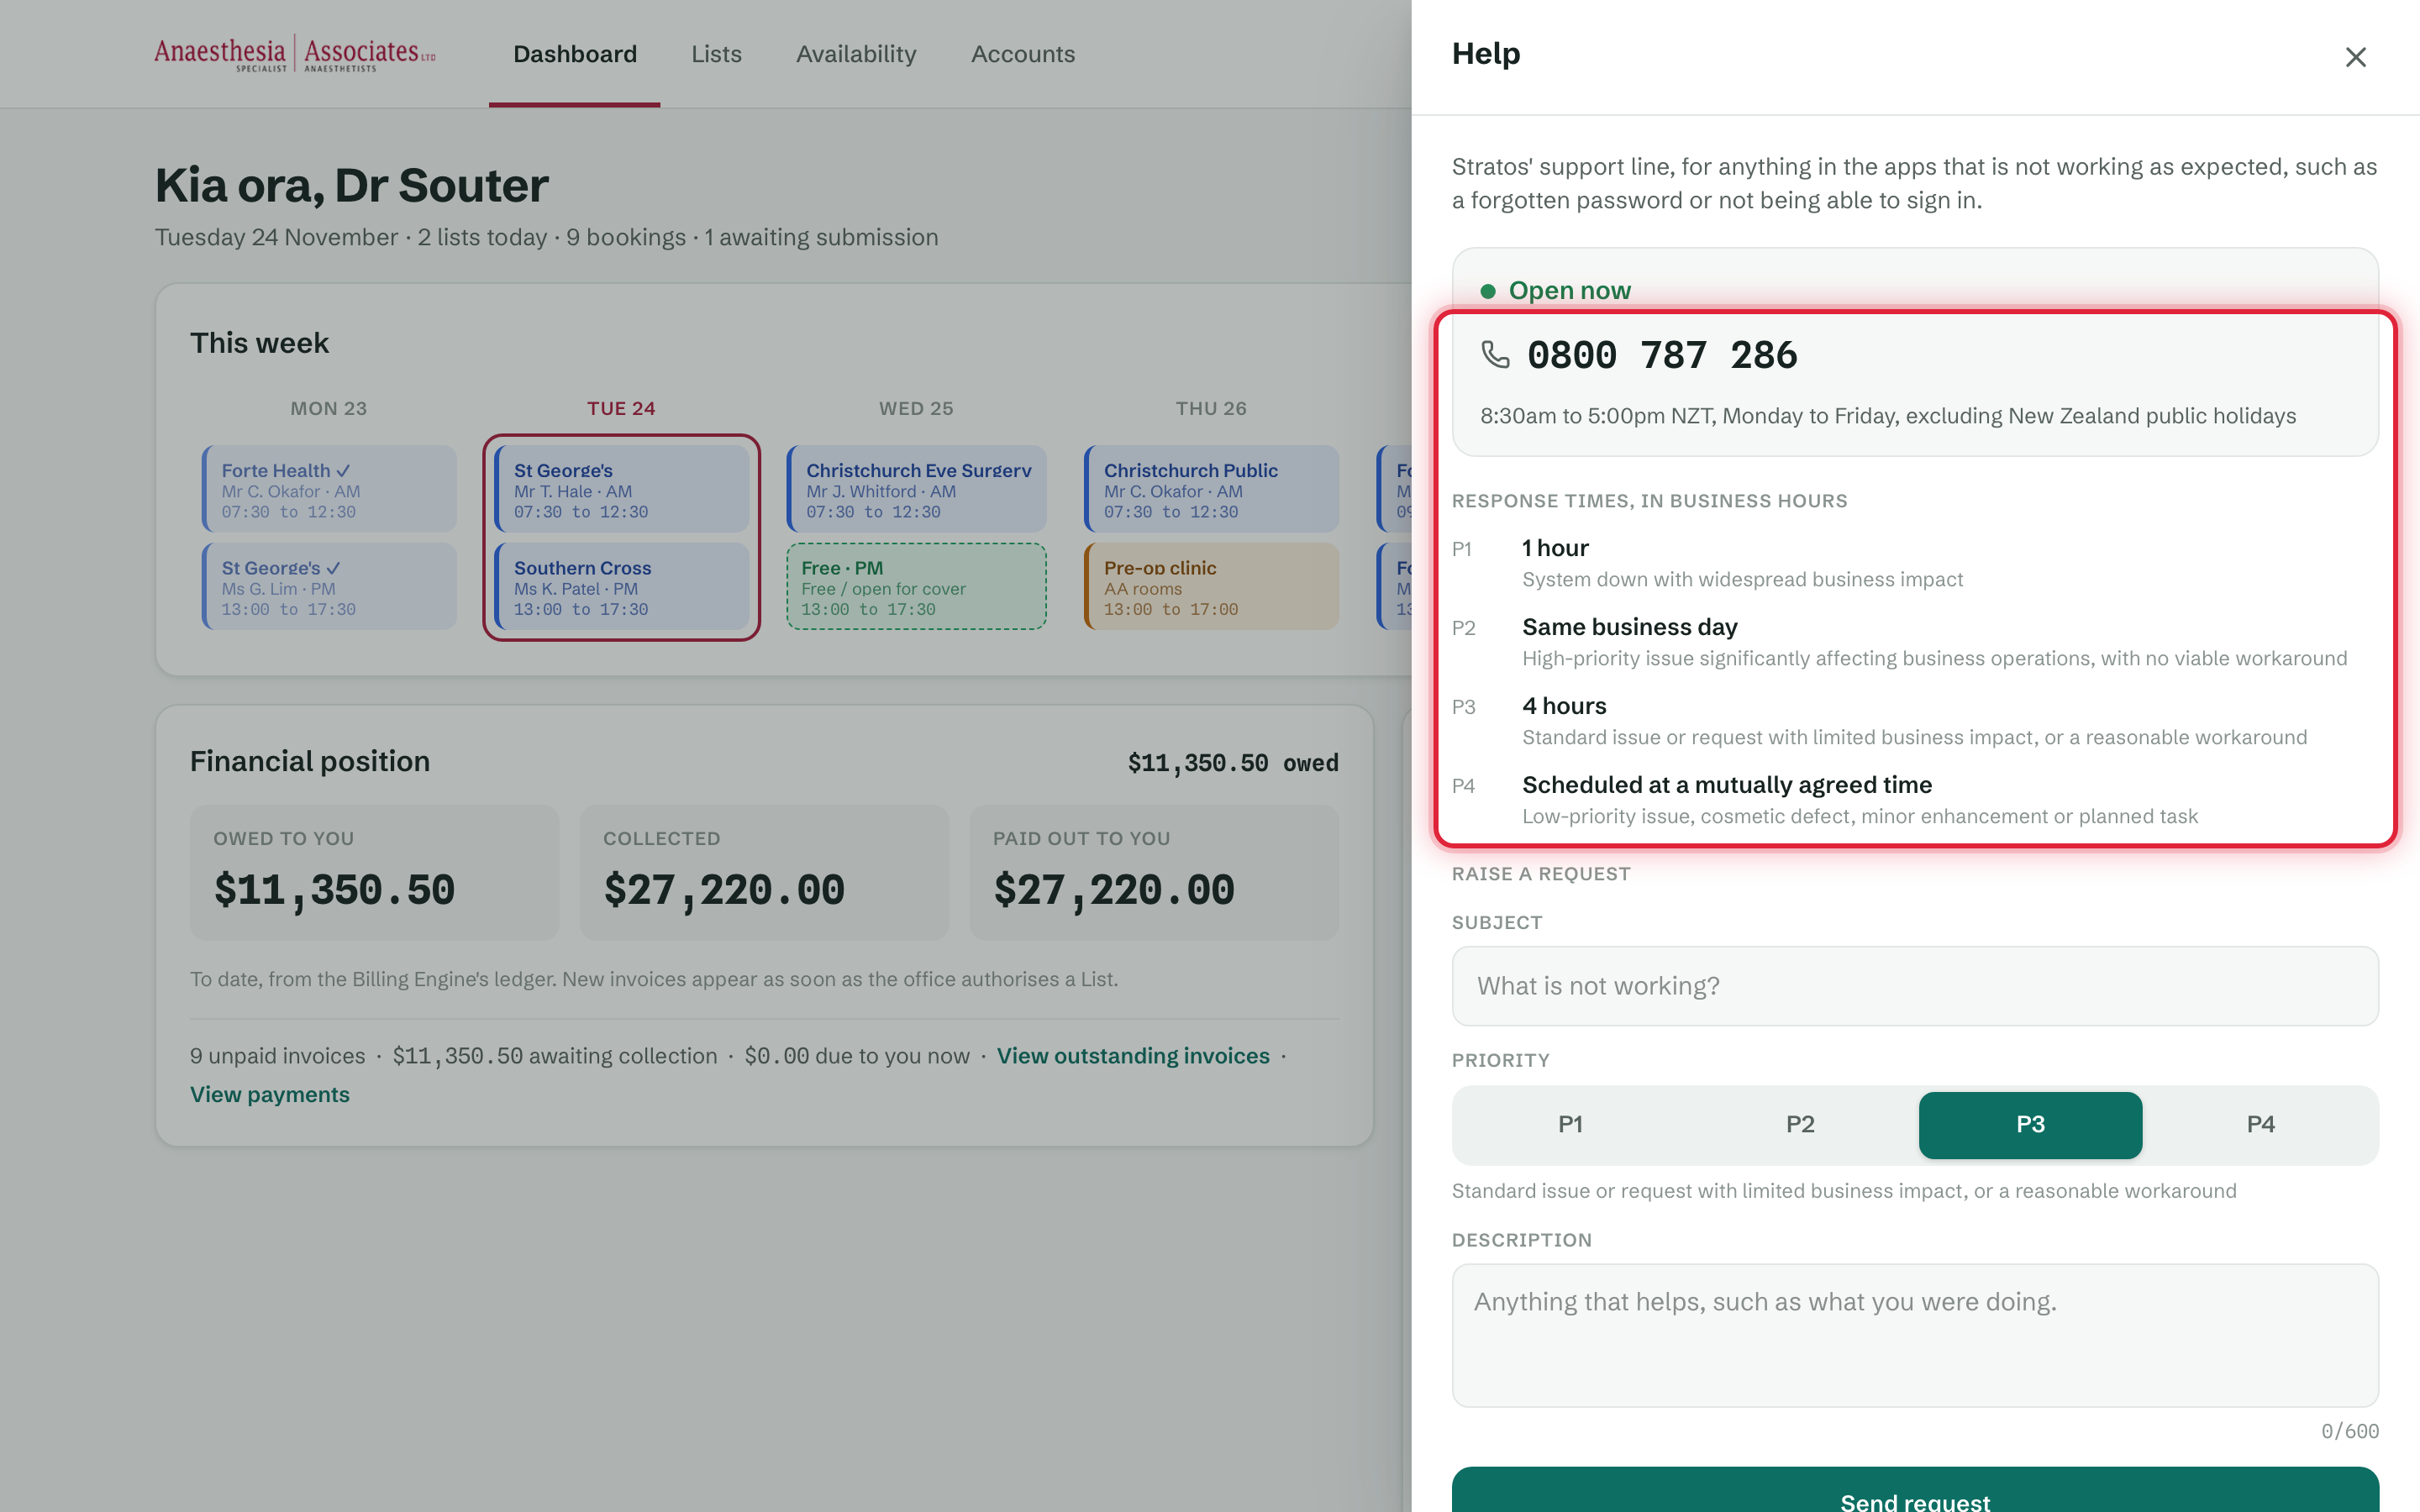 Anaesthesia | Associates LTD
SPECIALIST ANAESTHETISTS
Dashboard
Lists
Availability
Accounts
Kia ora, Dr Souter
Tuesday 24 November · 2 lists today · 9 bookings · 1 awaiting submission
This week
MON 23
TUE 24
WED 25
THU 26
Forte Health ✓
Mr C. Okafor · AM
07:30 to 12:30
St George's ✓
Ms G. Lim · PM
13:00 to 17:30
St George's
Mr T. Hale · AM
07:30 to 12:30
Southern Cross
Ms K. Patel · PM
13:00 to 17:30
Christchurch Eye Surgery
Mr J. Whitford · AM
07:30 to 12:30
Free · PM
Free / open for cover
13:00 to 17:30
Christchurch Public
Mr C. Okafor · AM
07:30 to 12:30
Pre-op clinic
AA rooms
13:00 to 17:00
Financial position
$11,350.50 owed
OWED TO YOU
$11,350.50
COLLECTED
$27,220.00
PAID OUT TO YOU
$27,220.00
To date, from the Billing Engine's ledger. New invoices appear as soon as the office authorises a List.
9 unpaid invoices · $11,350.50 awaiting collection · $0.00 due to you now · View outstanding invoices ·
View payments
Help
Stratos' support line, for anything in the apps that is not working as expected, such as
a forgotten password or not being able to sign in.
Open now
0800 787 286
8:30am to 5:00pm NZT, Monday to Friday, excluding New Zealand public holidays
RESPONSE TIMES, IN BUSINESS HOURS
P1 1 hour
System down with widespread business impact
P2 Same business day
High-priority issue significantly affecting business operations, with no viable workaround
P3 4 hours
Standard issue or request with limited business impact, or a reasonable workaround
P4 Scheduled at a mutually agreed time
Low-priority issue, cosmetic defect, minor enhancement or planned task
RAISE A REQUEST
SUBJECT
What is not working?
PRIORITY
P1 P2 P3 P4
Standard issue or request with limited business impact, or a reasonable workaround
DESCRIPTION
Anything that helps, such as what you were doing.
0/600
Send request